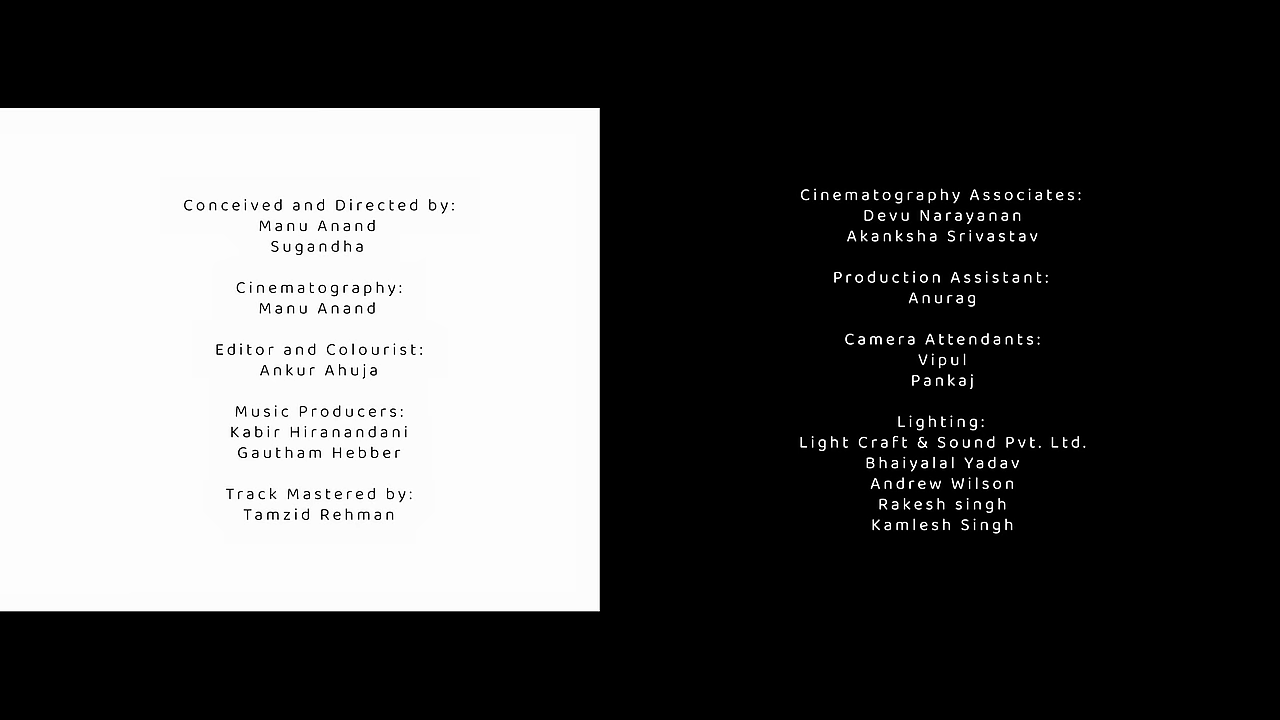 Conceived and Directed by:
Manu Anand
Sugandha
Cinematography:
Manu Anand
Editor and Colourist:
Ankur Ahuja
Music Producers:
Kabir Hiranandani
Gautham Hebber
Track Mastered by:
Tamzid Rehman
Cinematography Associates:
Devu Narayanan
Akanksha Srivastav
Production Assistant:
Anurag
Camera Attendants:
Vipul
Pankaj
Lighting:
Light Craft & Sound Pvt. Ltd.
Bhaiyalal Yadav
Andrew Wilson
Rakesh singh
Kamlesh Singh